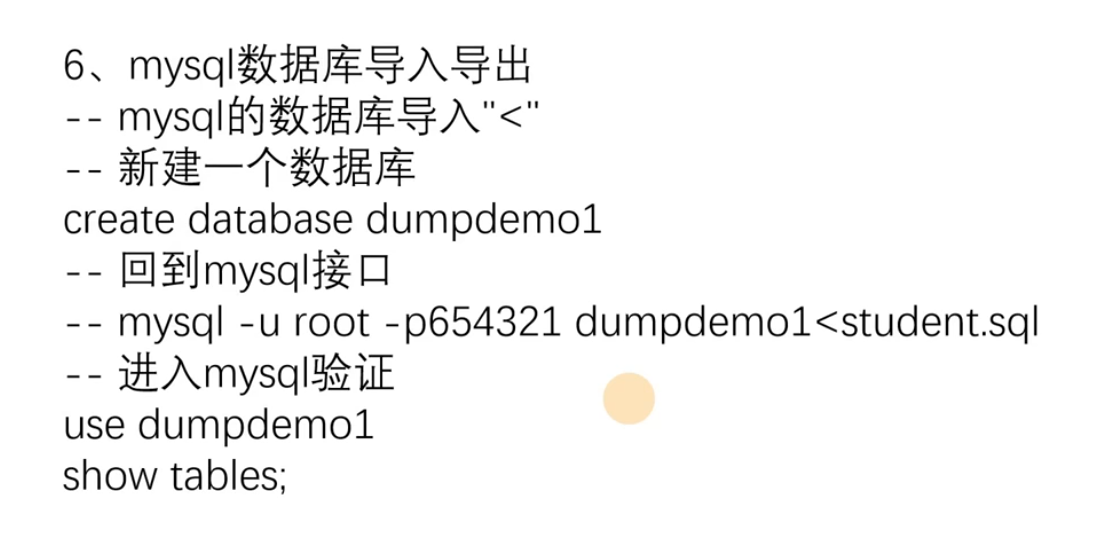 6、mysql数据库导入导出
-- mysql的数据库导入"<"
-- 新建一个数据库
create database dumpdemo1
-- 回到mysql接口
-- mysql -u root -p654321 dumpdemo1<student.sql
-- 进入mysql验证
use dumpdemo1
show tables;